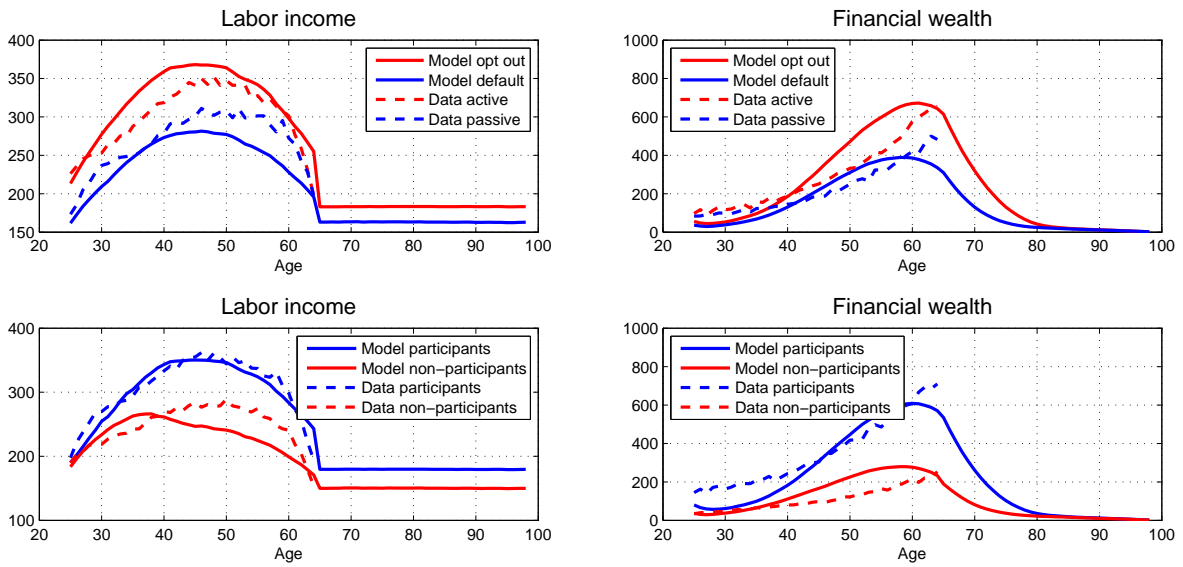 Labor income
400
350
300
250
200
150
20 30 40 50 60 70 80 90 100
Age
Model opt out
Model default
Data active
Data passive
Financial wealth
1000
800
600
400
200
0
20 30 40 50 60 70 80 90 100
Age
Model opt out
Model default
Data active
Data passive
Labor income
400
300
200
100
20 30 40 50 60 70 80 90 100
Age
Model participants
Model non−participants
Data participants
Data non−participants
Financial wealth
1000
800
600
400
200
0
20 30 40 50 60 70 80 90 100
Age
Model participants
Model non−participants
Data participants
Data non−participants